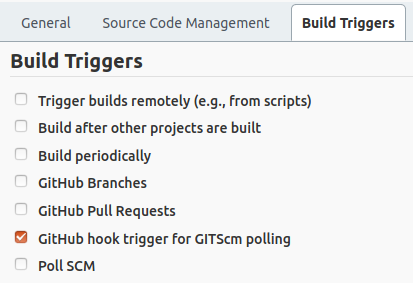 General Source Code Management Build Triggers
Build Triggers
Trigger builds remotely (e.g., from scripts)
Build after other projects are built
Build periodically
GitHub Branches
GitHub Pull Requests
GitHub hook trigger for GITScm polling
Poll SCM